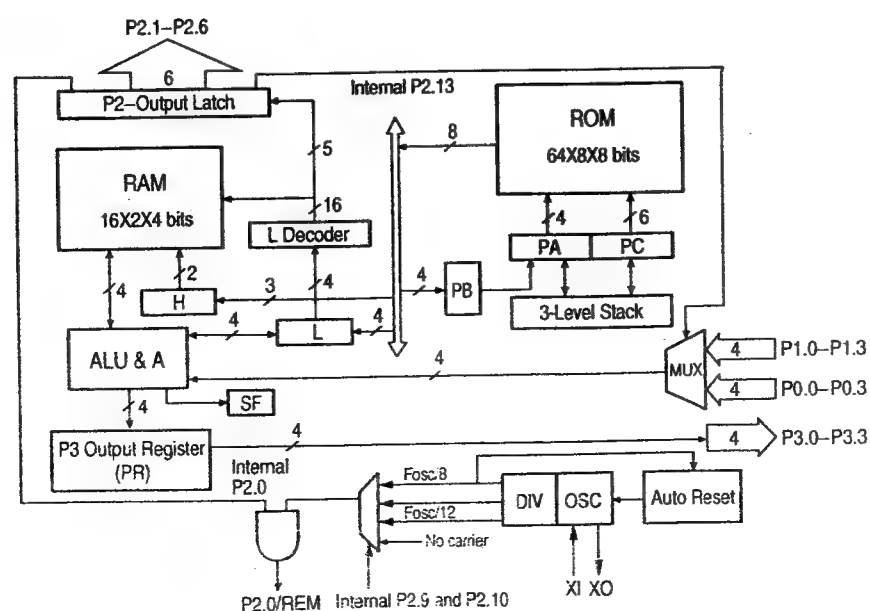 P2.1–P2.6
6
P2–Output Latch
Internal P2.13
ROM
64X8X8 bits
8
5
RAM
16X2X4 bits
16
L Decoder
4
6
PA
PC
2
4
4
3
4
PB
3-Level Stack
H
4
L
4
ALU & A
4
MUX
4
P1.0–P1.3
4
P0.0–P0.3
4
SF
P3 Output Register
(PR)
4
4
P3.0–P3.3
Internal
P2.0
Fosc/8
Fosc/12
No carrier
DIV
OSC
Auto Reset
XI
XO
P2.0/REM
Internal P2.9 and P2.10